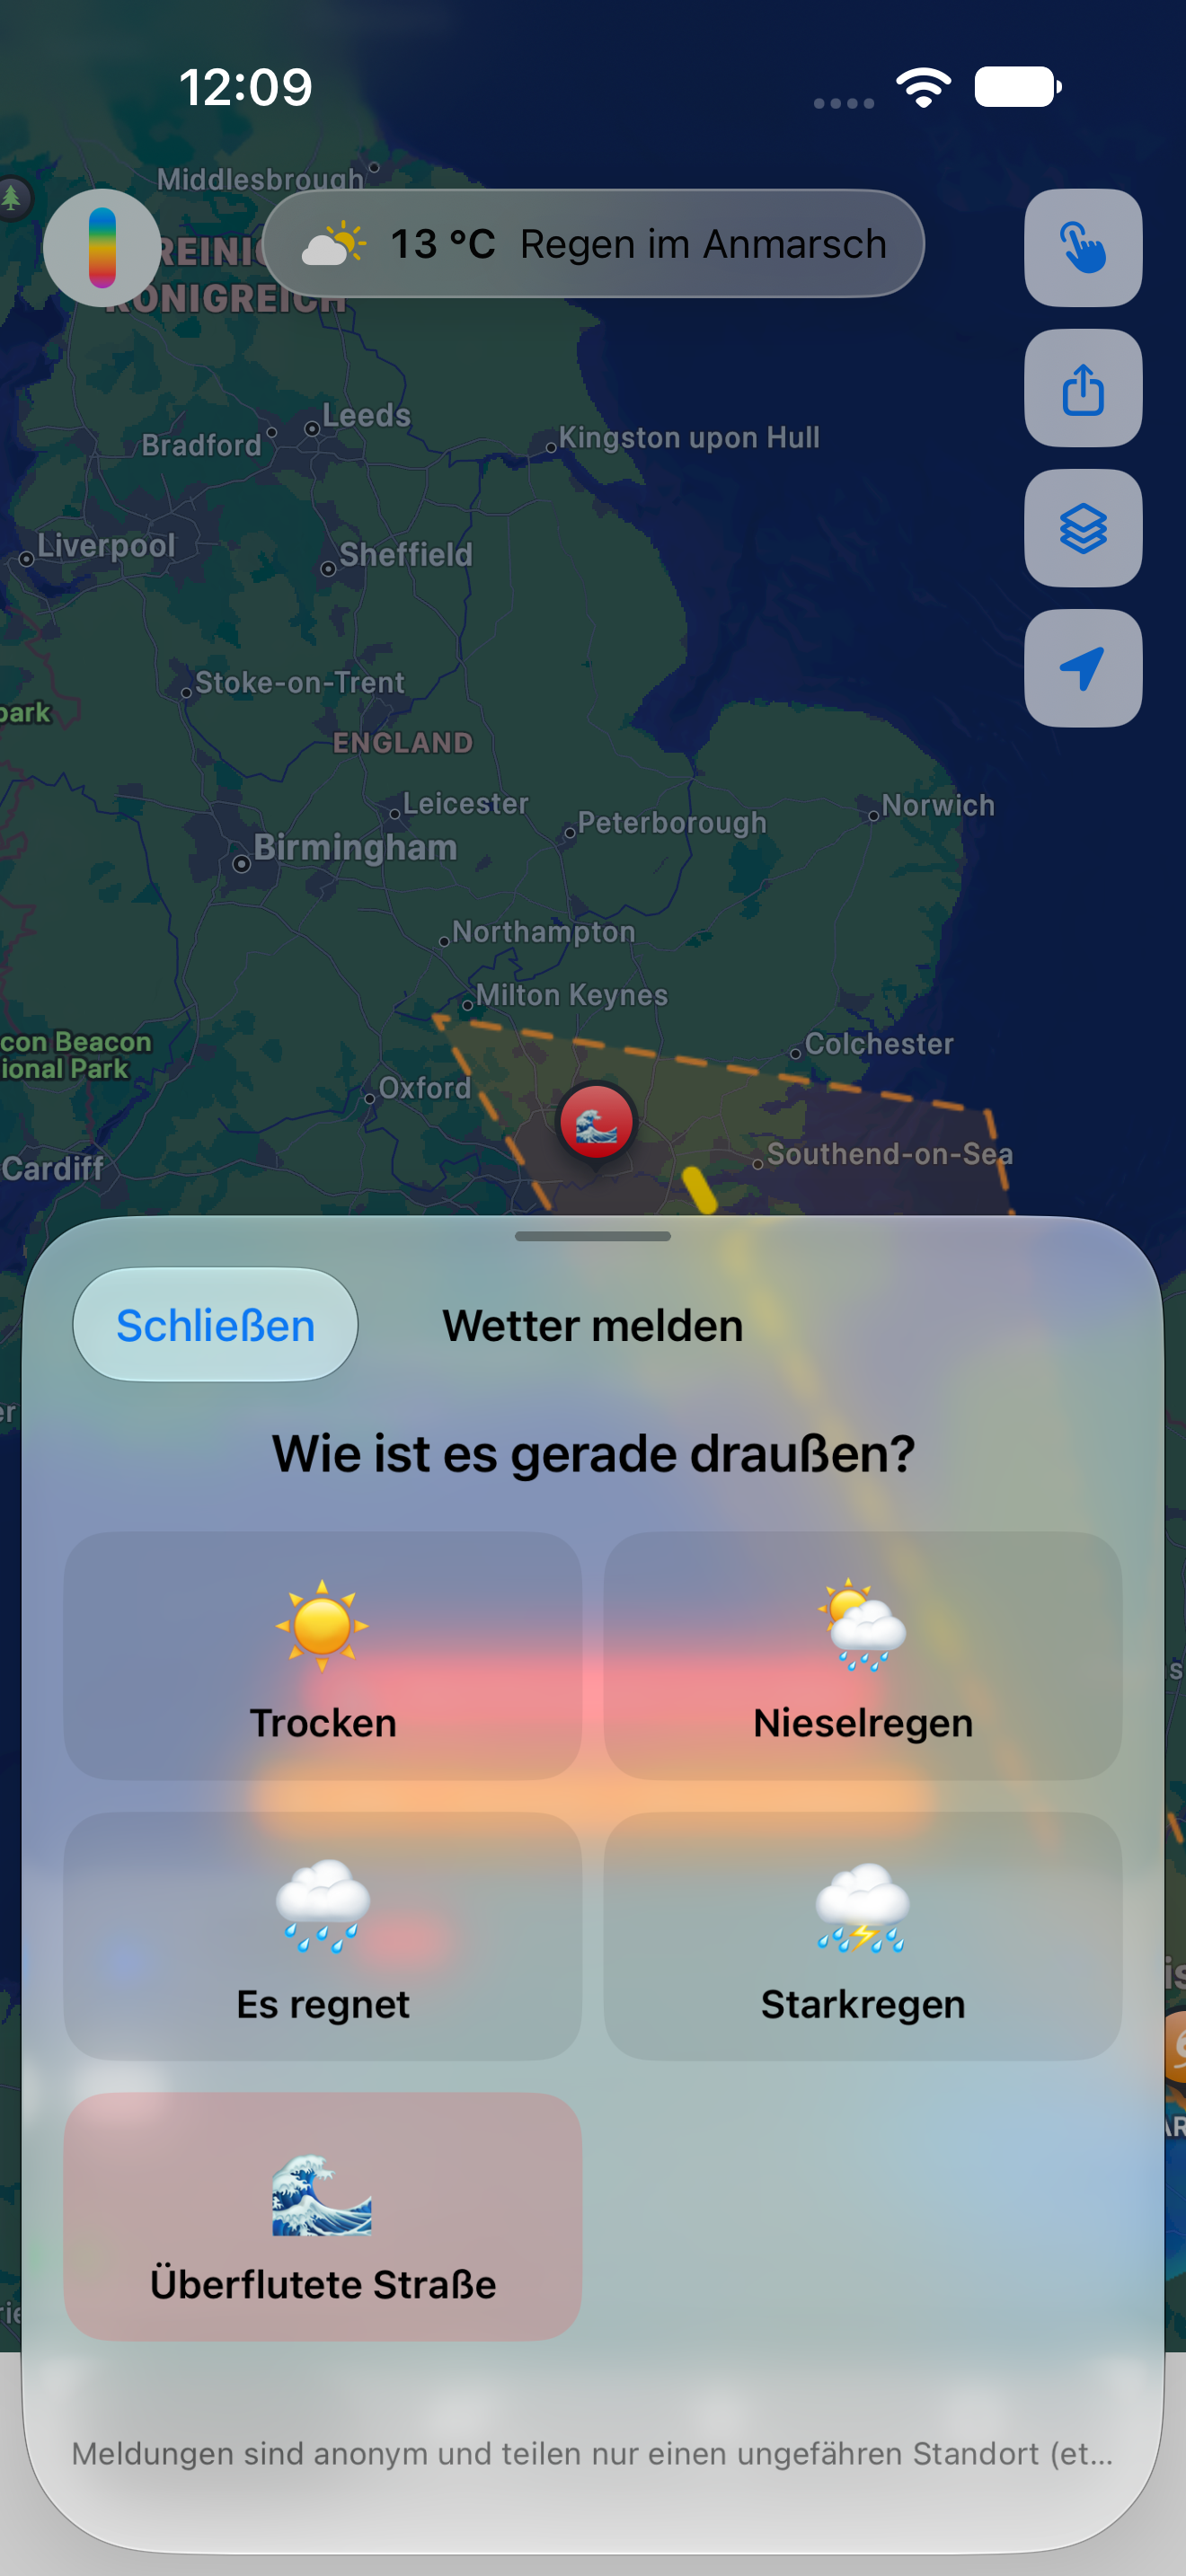 12:09
Middlesbrough
13 °C Regen im Anmarsch
KÖNIGREICH
Leeds
Bradford
Kingston upon Hull
Liverpool
Sheffield
Stoke-on-Trent
park
ENGLAND
Leicester
Norwich
Peterborough
Birmingham
Northampton
Milton Keynes
con Beacon
ional Park
Colchester
Oxford
Southend-on-Sea
Cardiff
Schließen
Wetter melden
Wie ist es gerade draußen?
Trocken
Nieselregen
Es regnet
Starkregen
Überflutete Straße
Meldungen sind anonym und teilen nur einen ungefähren Standort (et...